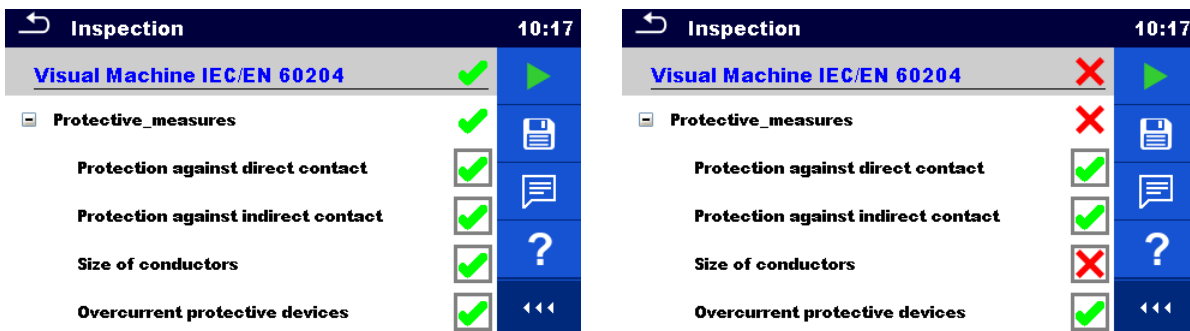 Inspection 10:17
Visual Machine IEC/EN 60204
Protective_measures
Protection against direct contact
Protection against indirect contact
Size of conductors
?
Overcurrent protective devices
Inspection 10:17
Visual Machine IEC/EN 60204
Protective_measures
Protection against direct contact
Protection against indirect contact
Size of conductors
?
Overcurrent protective devices